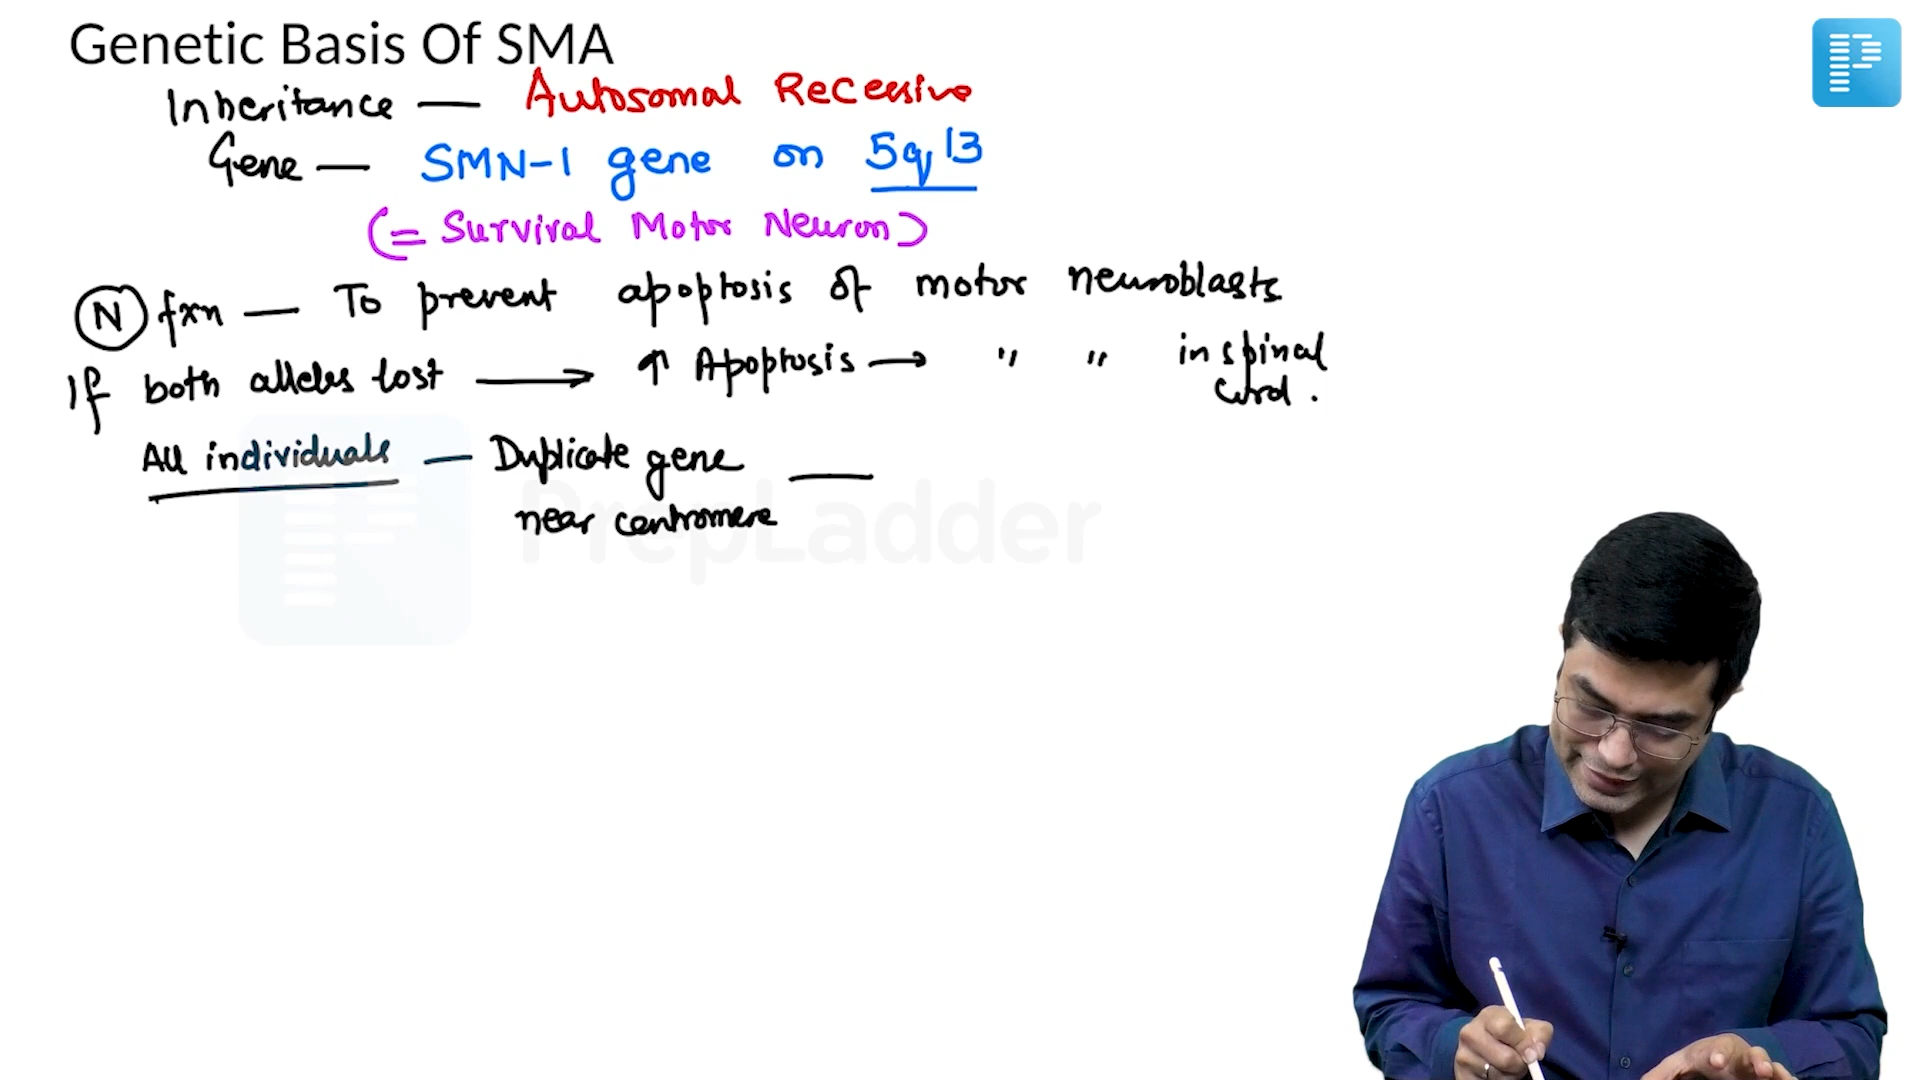 Genetic Basis Of SMA
Inheritance — Autosomal Recessive
Gene — SMN-1 gene on 5q13
(= Survival Motor Neuron)
N fxn — To prevent apoptosis of motor neuroblasts
If both alleles lost ⟶ ↑ Apoptosis → " " in spinal
cord.
All individuals — Duplicate gene —
near centromere
PrepLadder